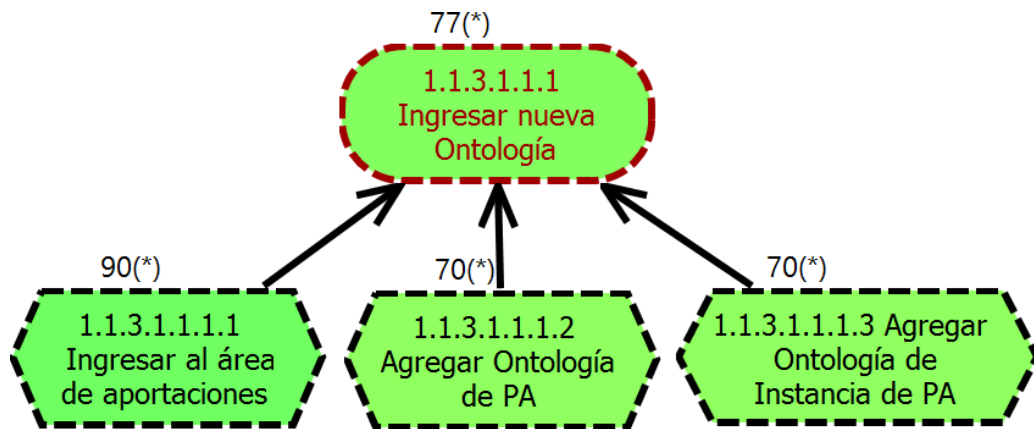 77(*)
1.1.3.1.1.1
Ingresar nueva
Ontología
90(*)
1.1.3.1.1.1.1
Ingresar al área
de aportaciones
70(*)
1.1.3.1.1.1.2
Agregar Ontología
de PA
70(*)
1.1.3.1.1.1.3 Agregar
Ontología de
Instancia de PA